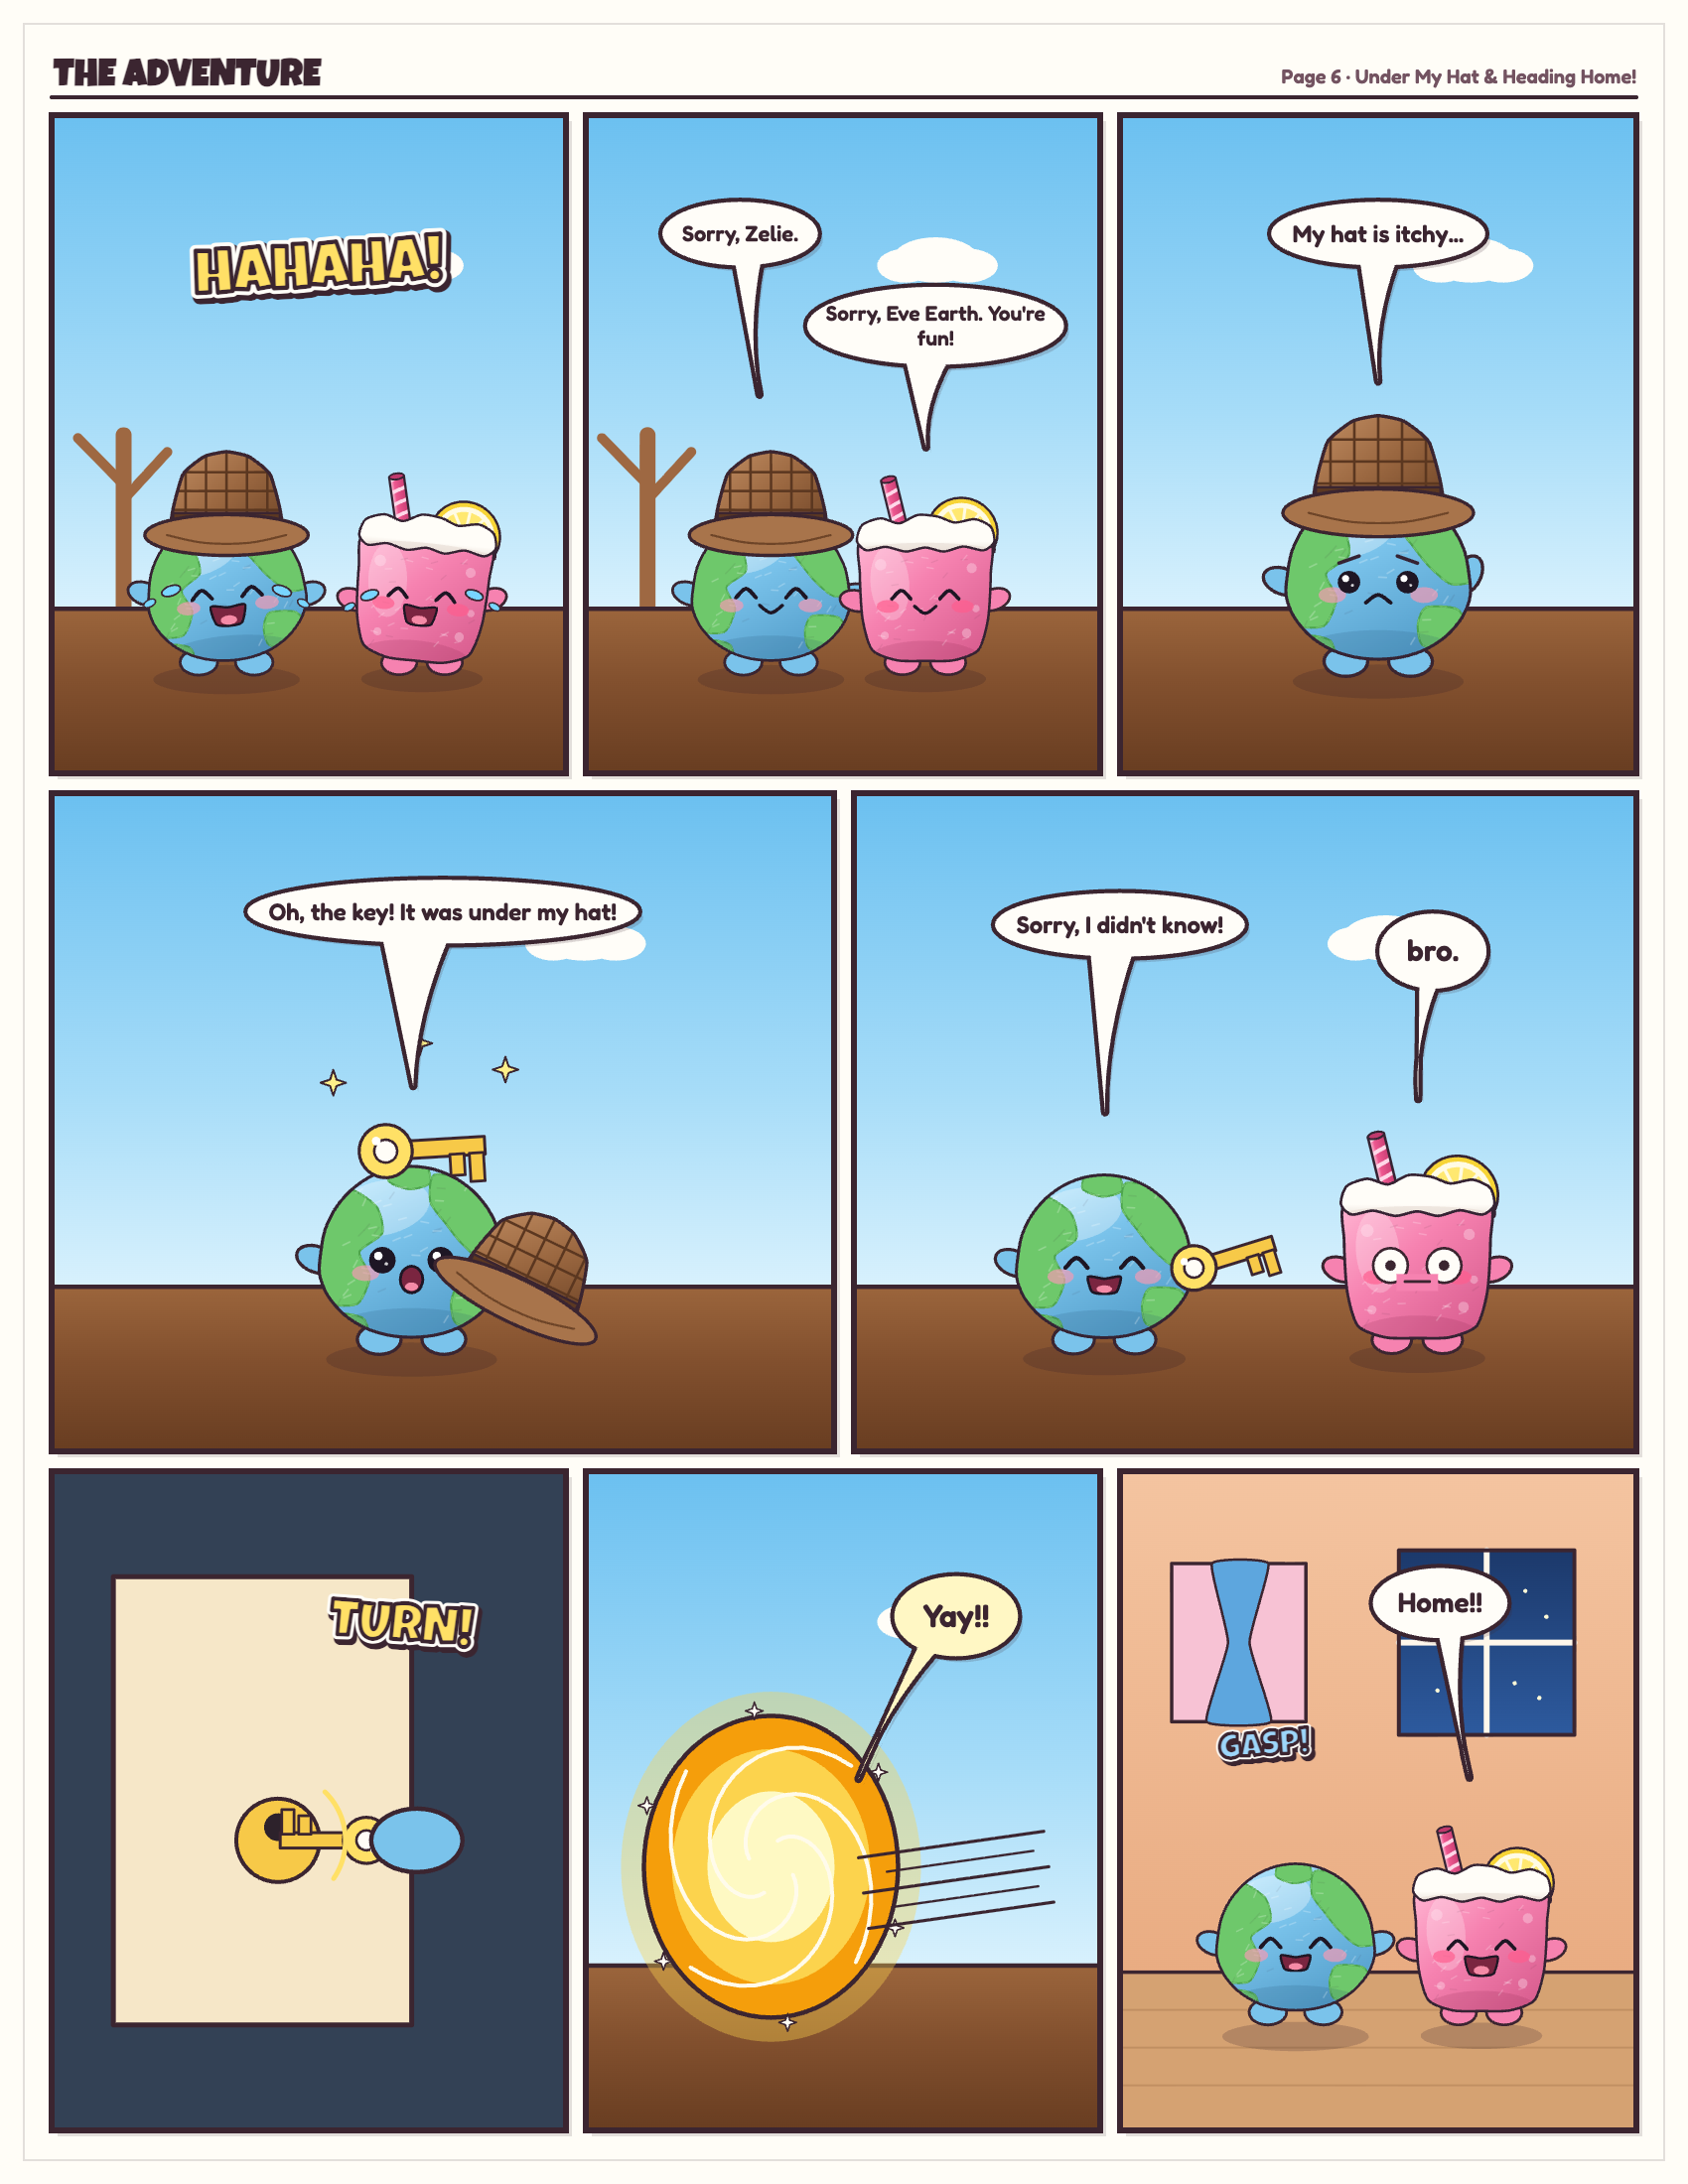 THE ADVENTURE
Page 6 · Under My Hat & Heading Home!
HAHAHA!
Sorry, Zelie.
Sorry, Eve Earth. You're
fun!
My hat is itchy...
Oh, the key! It was under my hat!
Sorry, I didn't know!
bro.
TURN!
Yay!!
GASP!
Home!!